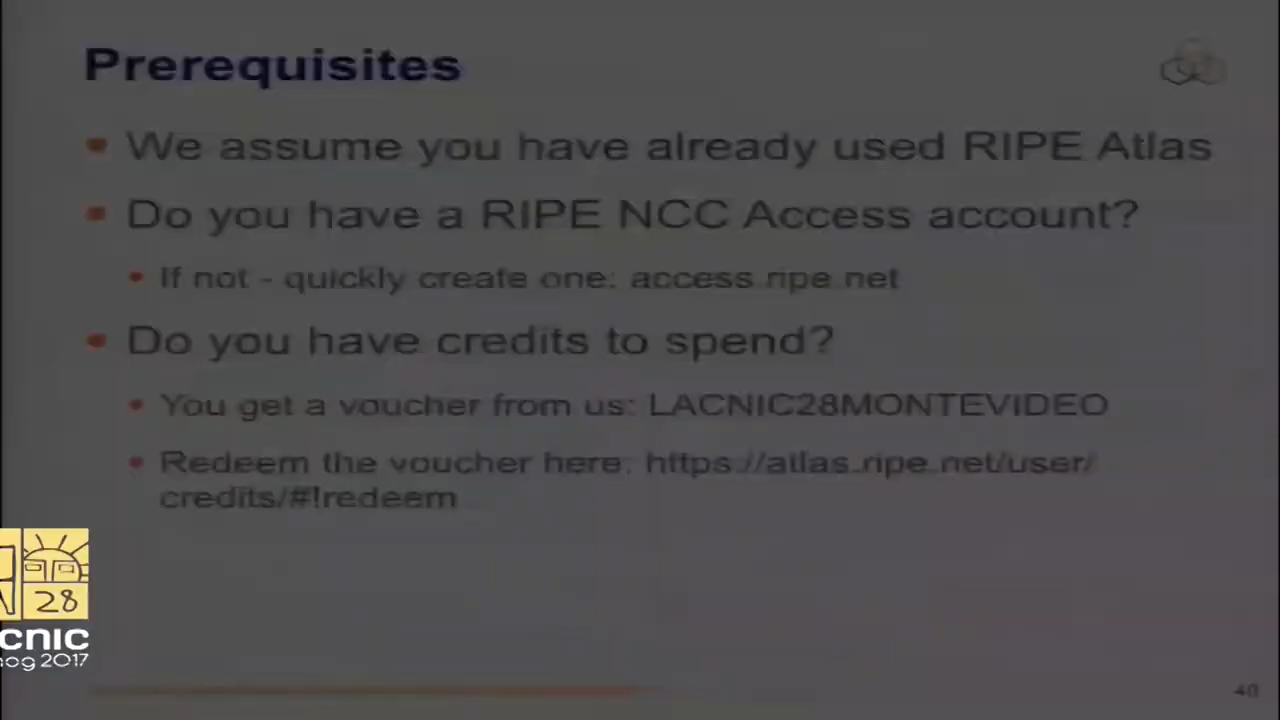 Prerequisites
• We assume you have already used RIPE Atlas
• Do you have a RIPE NCC Access account?
• If not - quickly create one: access.ripe.net
• Do you have credits to spend?
• You get a voucher from us: LACNIC28MONTEVIDEO
• Redeem the voucher here: https://atlas.ripe.net/user/
credits/#!redeem
28
CNIC
nog 2017
40